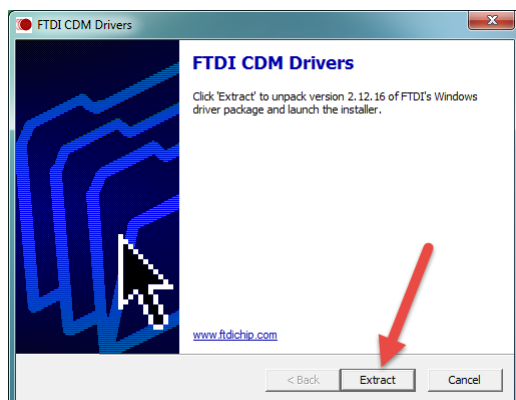 FTDI CDM Drivers
FTDI CDM Drivers
Click 'Extract' to unpack version 2.12.16 of FTDI's Windows
driver package and launch the installer.
www.ftdichip.com
< Back Extract Cancel